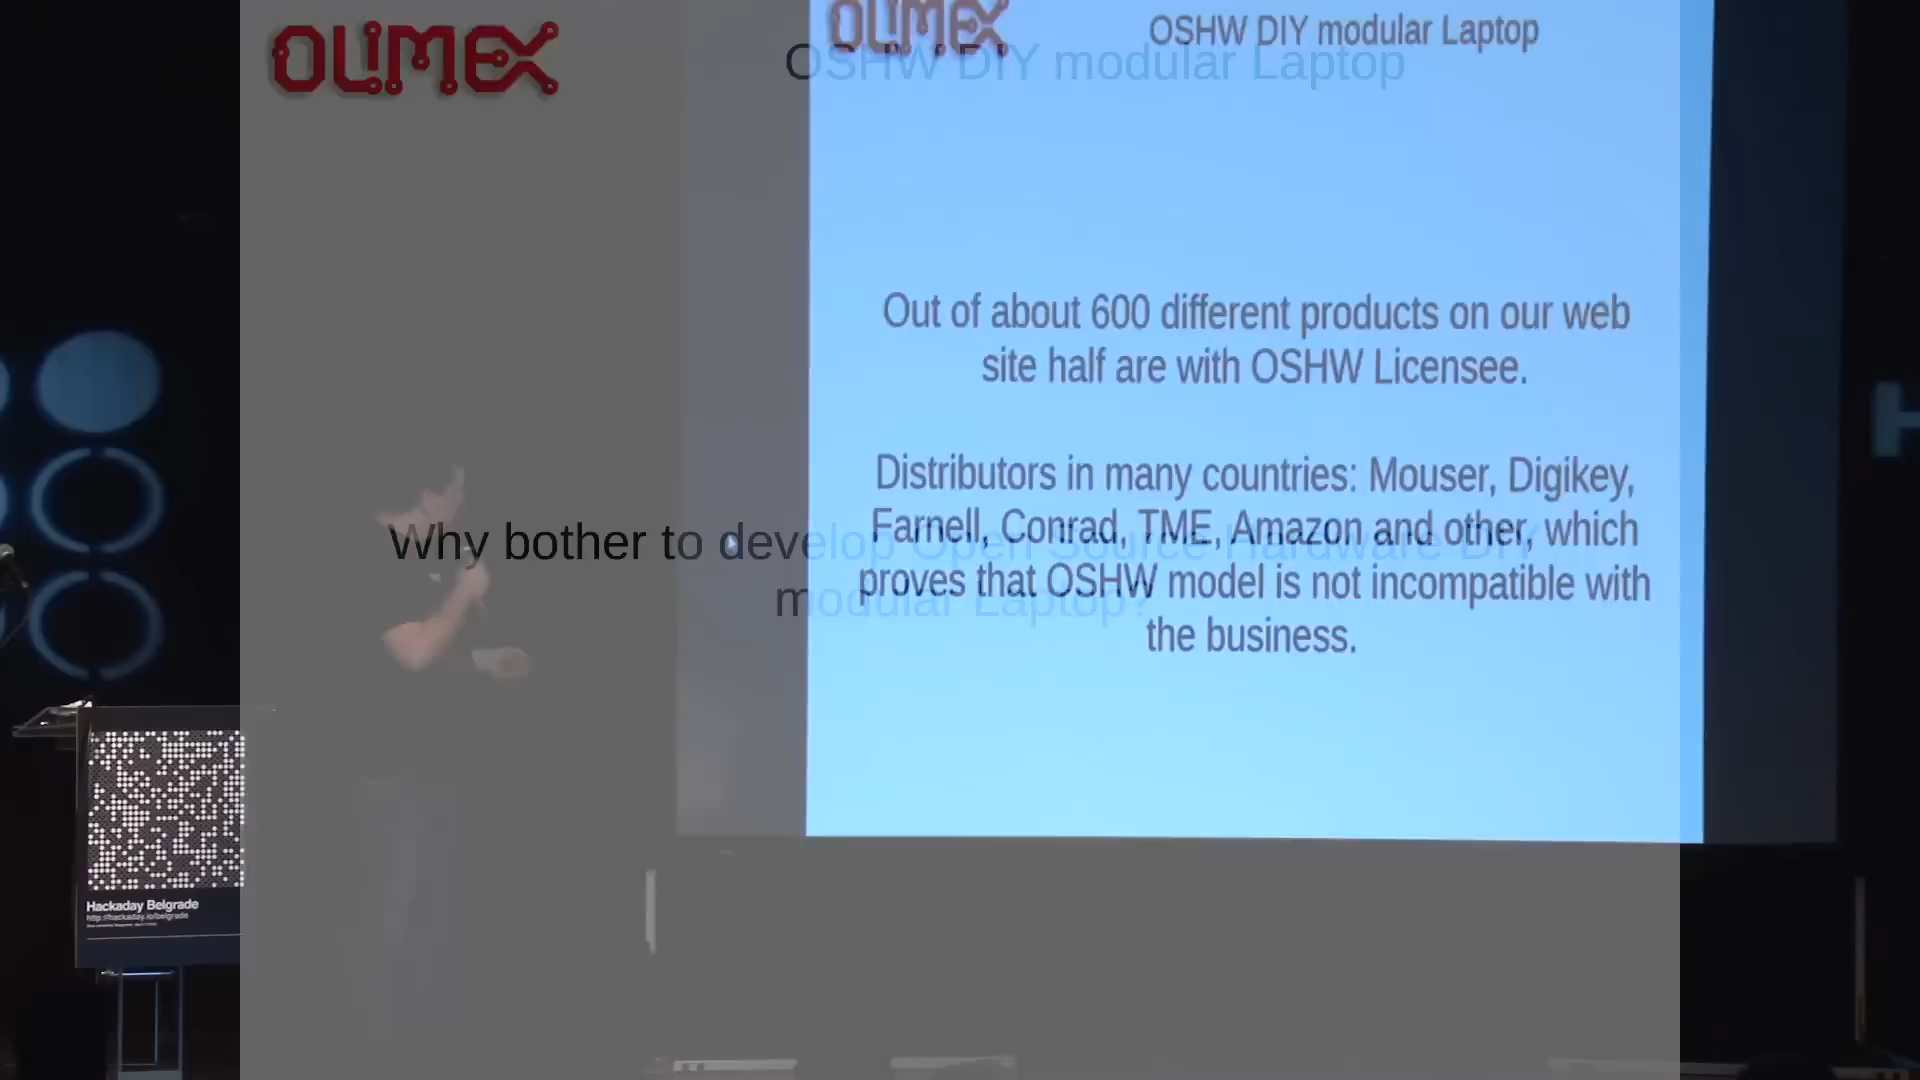 OLIMEX
OLIMEX
OSHW DIY modular Laptop
OSHW DIY modular Laptop
Out of about 600 different products on our web
site half are with OSHW Licensee.
Distributors in many countries: Mouser, Digikey,
Farnell, Conrad, TME, Amazon and other, which
proves that OSHW model is not incompatible with
the business.
Why bother to develop Open Source Hardware DIY
modular Laptop?
H
Hackaday Belgrade
http://hackaday.io/belgrade